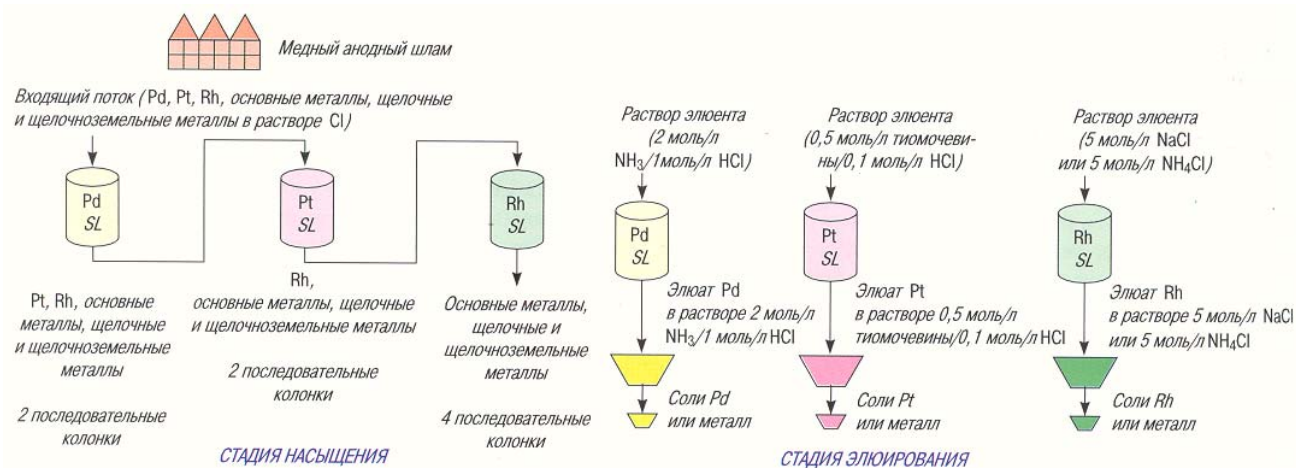 Медный анодный шлам
Входящий поток (Pd, Pt, Rh, основные металлы, щелочные
и щелочноземельные металлы в растворе Cl)
Pd
SL
Pt
SL
Rh
SL
Pt, Rh, основные
металлы, щелочные
и щелочноземельные
металлы
2 последовательные
колонки
Rh,
основные металлы, щелочные
и щелочноземельные металлы
2 последовательные
колонки
Основные металлы,
щелочные и
щелочноземельные
металлы
4 последовательные
колонки
СТАДИЯ НАСЫЩЕНИЯ
Раствор элюента
(2 моль/л
NH3/1моль/л HCl)
Pd
SL
Элюат Pd
в растворе 2 моль/л
NH3/1 моль/л HCl
Соли Pd
или металл
Раствор элюента
(0,5 моль/л тиомочеви-
ны/0,1 моль/л HCl)
Pt
SL
Элюат Pt
в растворе 0,5 моль/л
тиомочевины/0,1 моль/л HCl
Соли Pt
или металл
Раствор элюента
(5 моль/л NaCl
или 5 моль/л NH4Cl)
Rh
SL
Элюат Rh
в растворе 5 моль/л NaCl
или 5 моль/л NH4Cl
Соли Rh
или металл
СТАДИЯ ЭЛЮИРОВАНИЯ